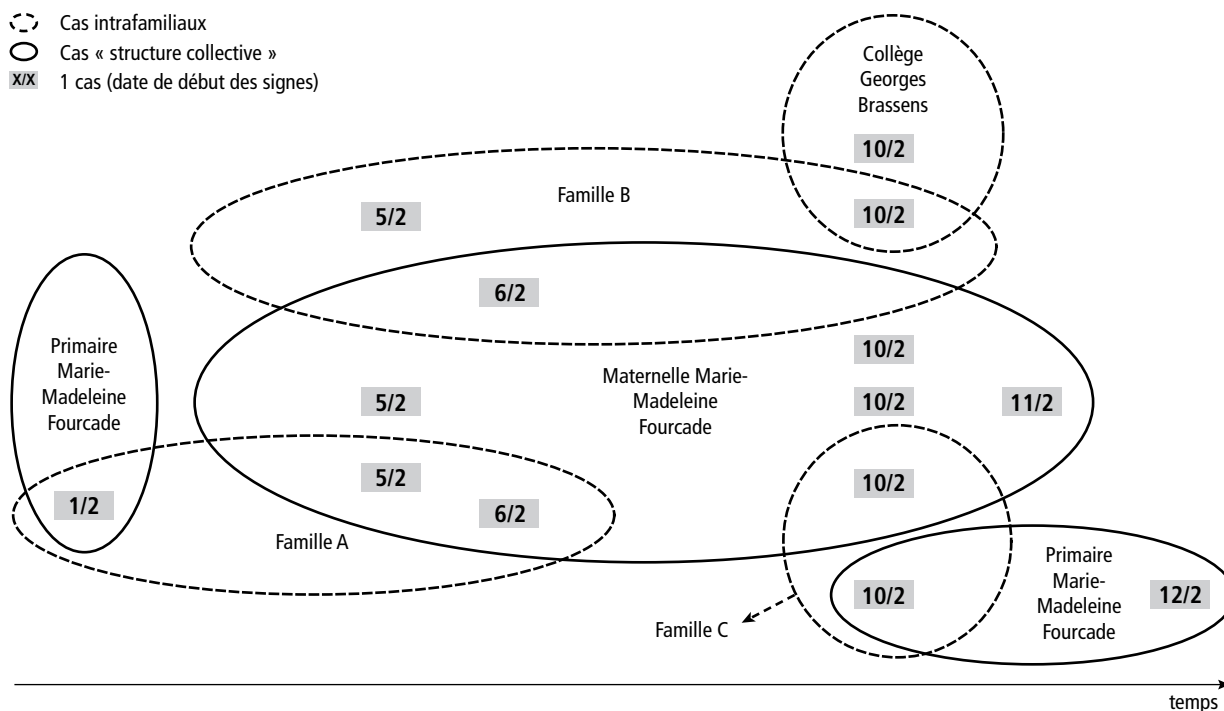 Cas intrafamiliaux
Cas « structure collective »
X/X 1 cas (date de début des signes)
Collège
Georges
Brassens
10/2
Famille B
5/2
10/2
6/2
Primaire
Marie-
Madeleine
Fourcade
10/2
Maternelle Marie-
Madeleine
Fourcade
5/2
10/2
11/2
5/2
10/2
1/2
6/2
Famille A
Primaire
Marie-
Madeleine
Fourcade
10/2
12/2
Famille C
temps